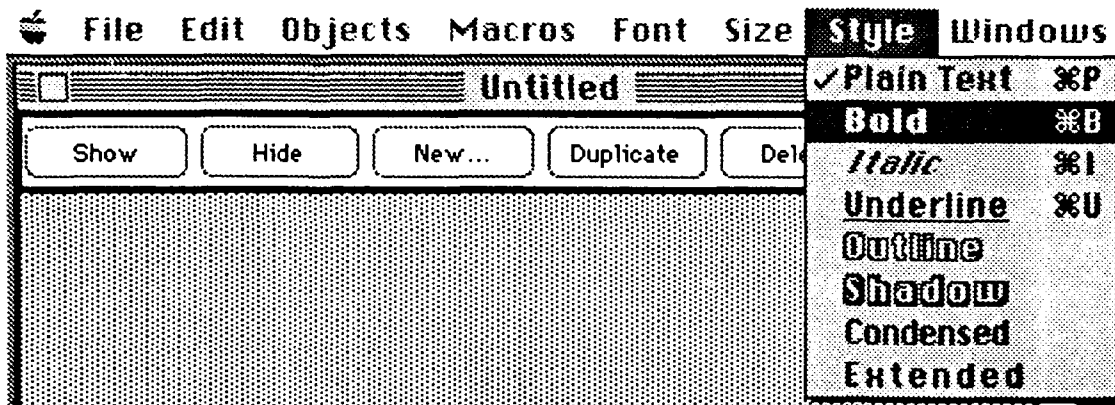 File Edit Objects Macros Font Size Style Windows
Untitled
Show Hide New... Duplicate Dele
✓Plain Text ⌘P
Bold ⌘B
Italic ⌘I
Underline ⌘U
Outline
Shadow
Condensed
Extended